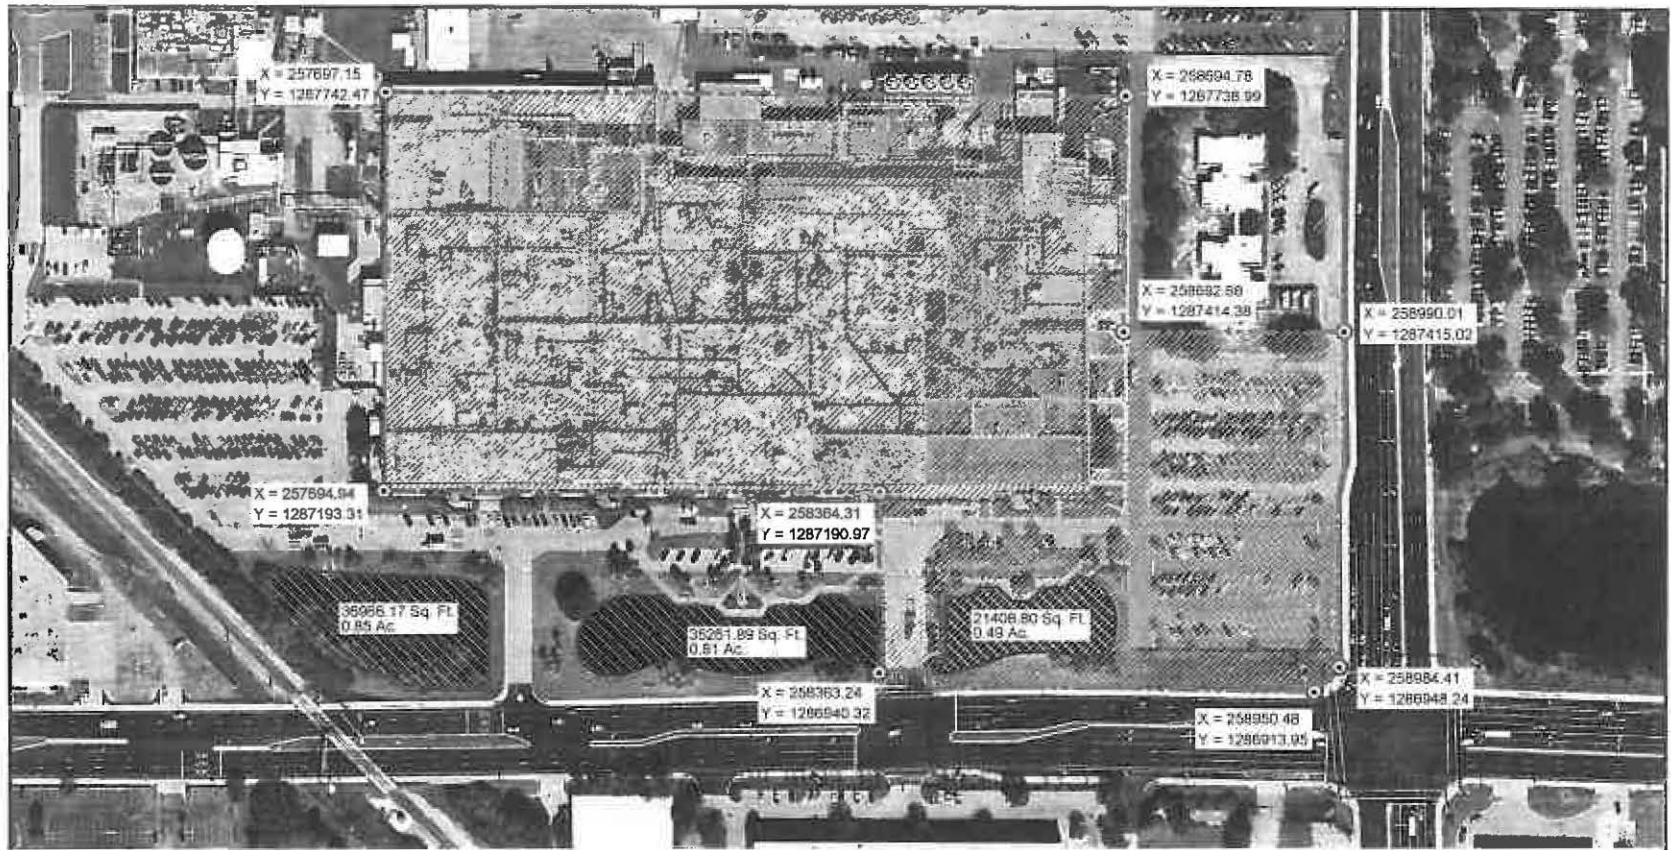 X = 257697.15
Y = 1287742.47
X = 258694.78
Y = 1287738.99
X = 258692.88
Y = 1287414.38
X = 258990.01
Y = 1287415.02
X = 257694.94
Y = 1287193.31
X = 258364.31
Y = 1287190.97
36966.17 Sq. Ft.
0.85 Ac.
35251.89 Sq. Ft.
0.81 Ac.
21408.80 Sq. Ft.
0.49 Ac.
X = 258363.24
Y = 1286940.32
X = 258984.41
Y = 1286948.24
X = 258950.48
Y = 1286913.95